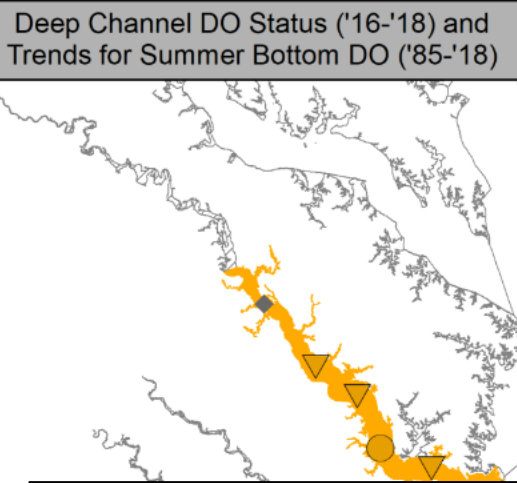 Deep Channel DO Status ('16-'18) and
Trends for Summer Bottom DO ('85-'18)